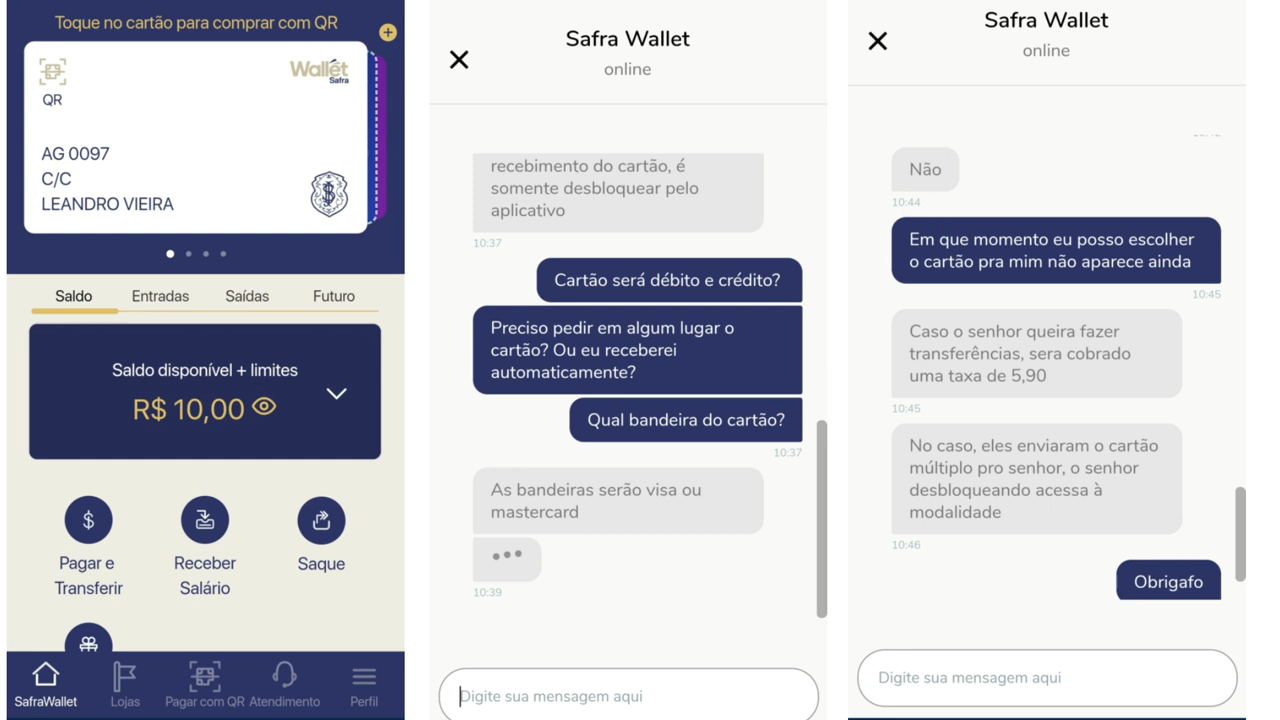 Toque no cartão para comprar com QR
Wallet
Safra
QR
AG 0097
C/C
LEANDRO VIEIRA
Saldo
Entradas
Saídas
Futuro
Saldo disponível + limites
R$ 10,00
Pagar e
Transferir
Receber
Salário
Saque
SafraWallet
Lojas
Pagar com QR
Atendimento
Perfil
Safra Wallet
online
recebimento do cartão, é
somente desbloquear pelo
aplicativo
10:37
Cartão será débito e crédito?
Preciso pedir em algum lugar o
cartão? Ou eu receberei
automaticamente?
Qual bandeira do cartão?
10:37
As bandeiras serão visa ou
mastercard
10:39
Digite sua mensagem aqui
Safra Wallet
online
Não
10:44
Em que momento eu posso escolher
o cartão pra mim não aparece ainda
10:45
Caso o senhor queira fazer
transferências, sera cobrado
uma taxa de 5,90
10:45
No caso, eles enviaram o cartão
múltiplo pro senhor, o senhor
desbloqueando acessa à
modalidade
10:46
Obrigafo
Digite sua mensagem aqui